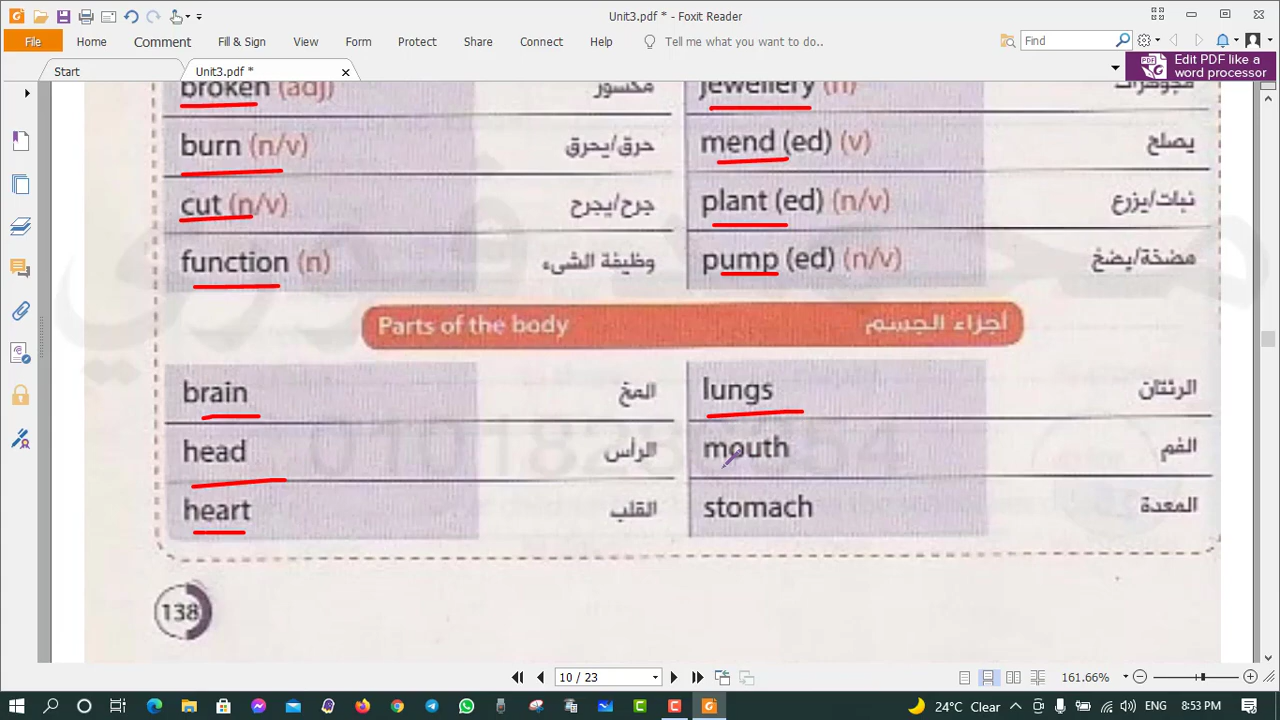 Unit3.pdf * - Foxit Reader
File Home Comment Fill & Sign View Form Protect Share Connect Help Tell me what you want to do.. Find
Start Unit3.pdf * Edit PDF like a
word processor
broken (adj) مكسور jewellery (n) مجوهرات
burn (n/v) حرق/يحرق mend (ed) (v) يصلح
cut (n/v) جرح/يجرح plant (ed) (n/v) نبات/يزرع
function (n) وظيفة الشىء pump (ed) (n/v) مضخة/يضخ
Parts of the body أجزاء الجسم
brain المخ lungs الرئتان
head الرأس mouth الفم
heart القلب stomach المعدة
138
10 / 23 161.66%
24°C Clear ENG 8:53 PM